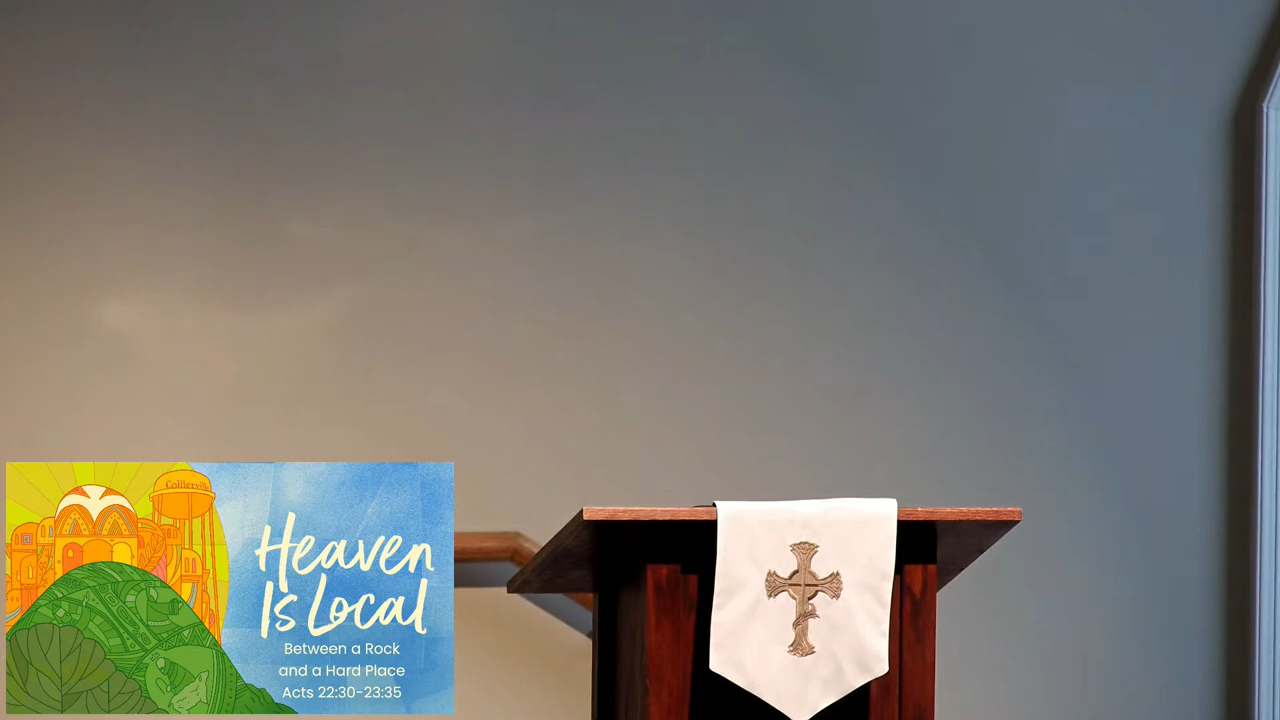 Collierville
Heaven
Is Local
Between a Rock
and a Hard Place
Acts 22:30-23:35